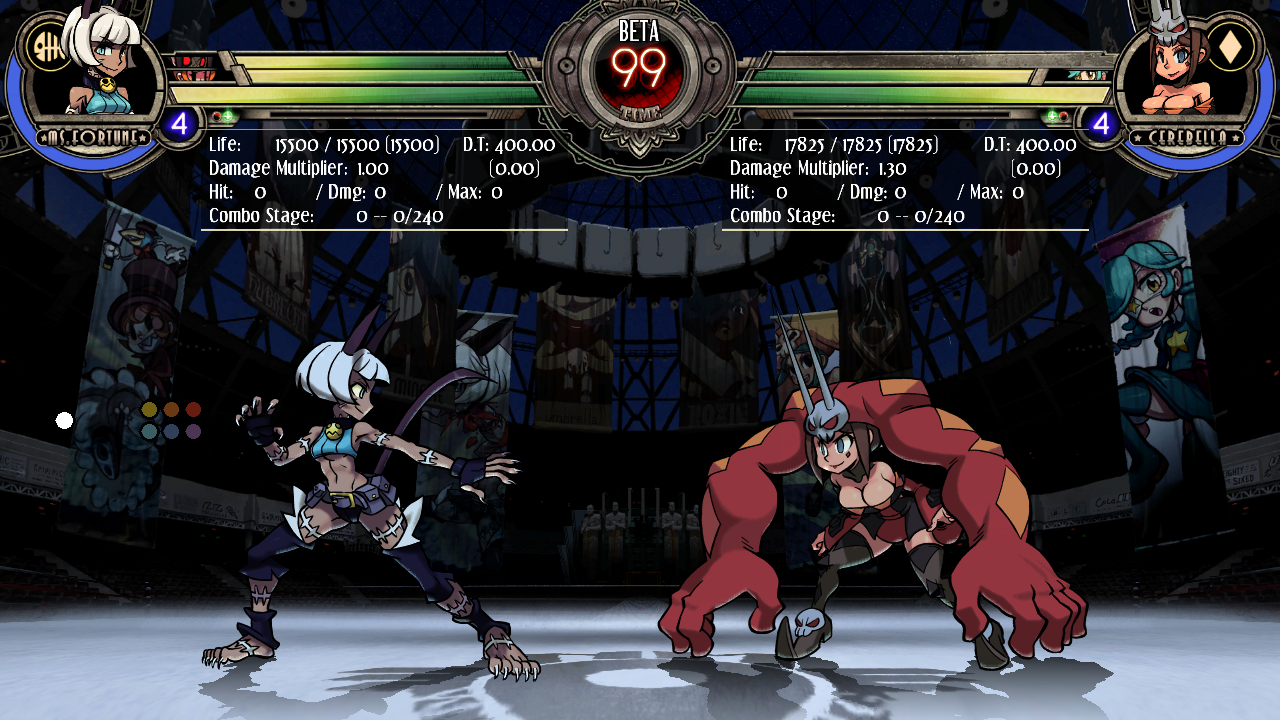 BETA
99
TIME
MS.FORTUNE
4
4
CEREBELLA
Life: 15500 / 15500 (15500) D.T: 400.00
Damage Multiplier: 1.00 (0.00)
Hit: 0 / Dmg: 0 / Max: 0
Combo Stage: 0 -- 0/240
Life: 17825 / 17825 (17825) D.T: 400.00
Damage Multiplier: 1.30 (0.00)
Hit: 0 / Dmg: 0 / Max: 0
Combo Stage: 0 -- 0/240